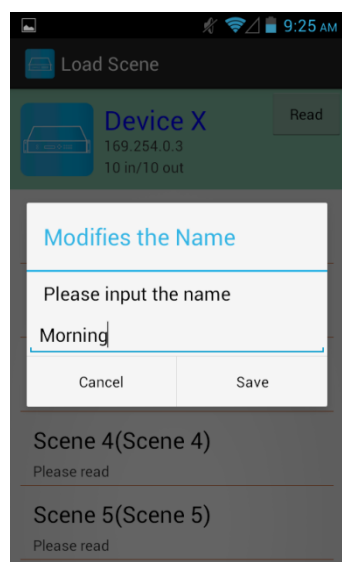 9:25 AM
Load Scene
Device X
Read
169.254.0.3
10 in/10 out
Modifies the Name
Please input the name
Morning
Cancel
Save
Scene 4(Scene 4)
Please read
Scene 5(Scene 5)
Please read